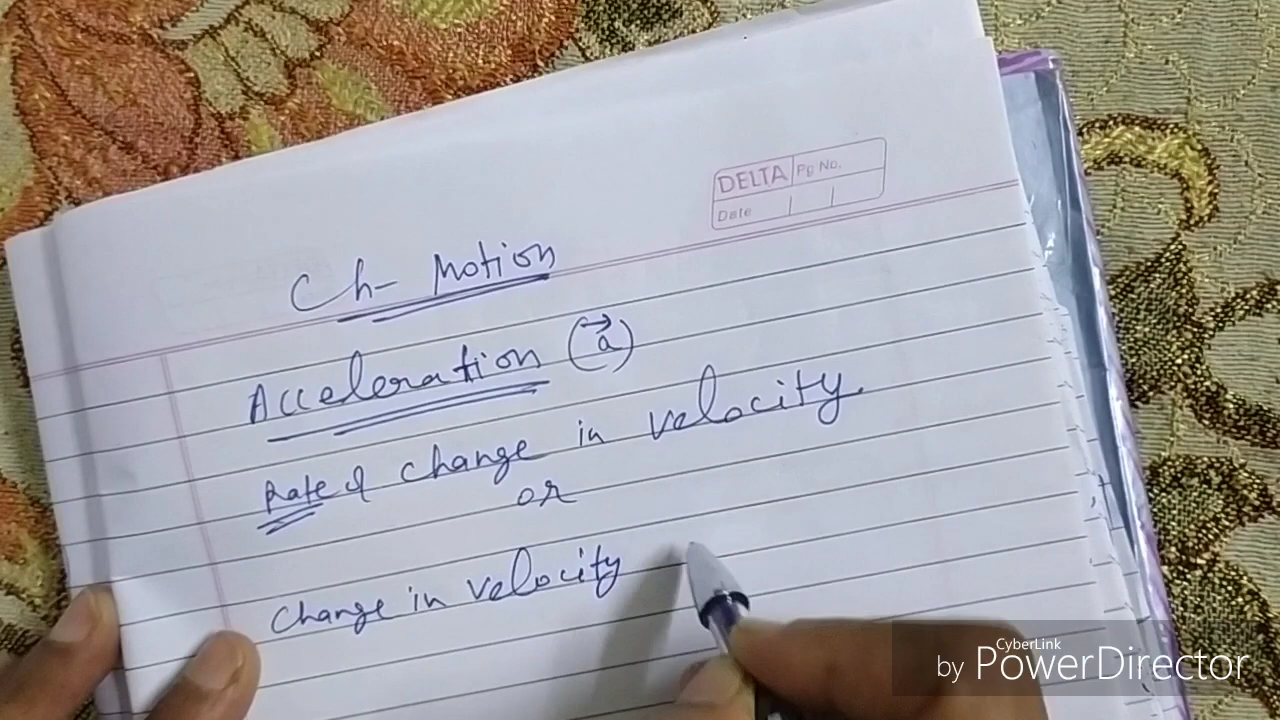 DELTA Pg No.
Date
Ch- Motion
Acceleration (a⃗)
Rate of change in velocity.
or
Change in velocity
CyberLink
by PowerDirector